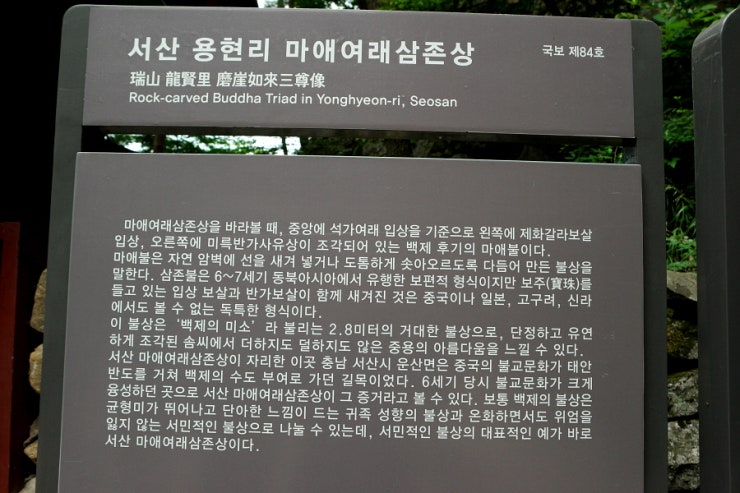 서산 용현리 마애여래삼존상
국보 제84호
瑞山 龍賢里 磨崖如來三尊像
Rock-carved Buddha Triad in Yonghyeon-ri, Seosan
마애여래삼존상을 바라볼 때, 중앙에 석가여래 입상을 기준으로 왼쪽에 제화갈라보살
입상, 오른쪽에 미륵반가사유상이 조각되어 있는 백제 후기의 마애불이다.
마애불은 자연 암벽에 선을 새겨 넣거나 도톰하게 솟아오르도록 다듬어 만든 불상을
말한다. 삼존불은 6~7세기 동북아시아에서 유행한 보편적 형식이지만 보주(寶珠)를
들고 있는 입상 보살과 반가보살이 함께 새겨진 것은 중국이나 일본, 고구려, 신라
에서도 볼 수 없는 독특한 형식이다.
이 불상은 ‘백제의 미소’라 불리는 2.8미터의 거대한 불상으로, 단정하고 유연
하게 조각된 솜씨에서 더하지도 덜하지도 않은 중용의 아름다움을 느낄 수 있다.
서산 마애여래삼존상이 자리한 이곳 충남 서산시 운산면은 중국의 불교문화가 태안
반도를 거쳐 백제의 수도 부여로 가던 길목이었다. 6세기 당시 불교문화가 크게
융성하던 곳으로 서산 마애여래삼존상이 그 증거라고 볼 수 있다. 보통 백제의 불상은
균형미가 뛰어나고 단아한 느낌이 드는 귀족 성향의 불상과 온화하면서도 위엄을
잃지 않는 서민적인 불상으로 나눌 수 있는데, 서민적인 불상의 대표적인 예가 바로
서산 마애여래삼존상이다.